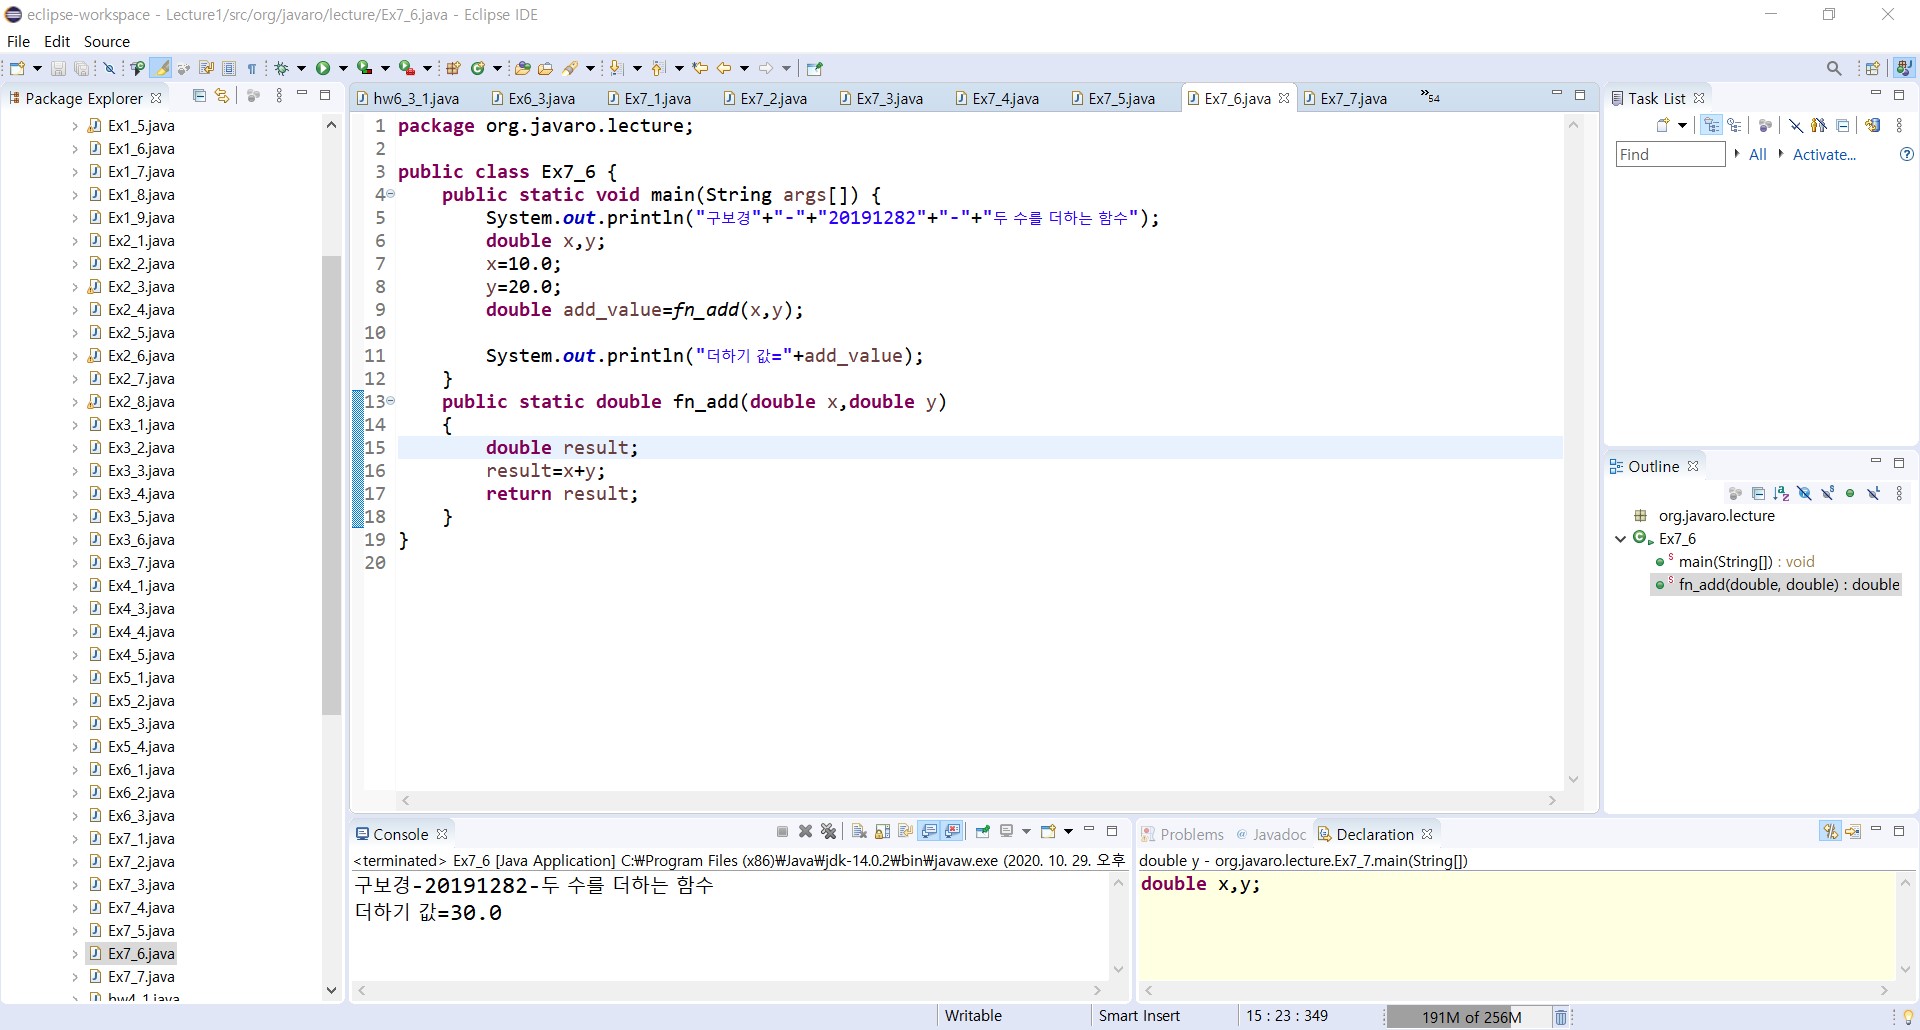 eclipse-workspace - Lecture1/src/org/javaro/lecture/Ex7_6.java - Eclipse IDE
File Edit Source
Package Explorer
Ex1_5.java
Ex1_6.java
Ex1_7.java
Ex1_8.java
Ex1_9.java
Ex2_1.java
Ex2_2.java
Ex2_3.java
Ex2_4.java
Ex2_5.java
Ex2_6.java
Ex2_7.java
Ex2_8.java
Ex3_1.java
Ex3_2.java
Ex3_3.java
Ex3_4.java
Ex3_5.java
Ex3_6.java
Ex3_7.java
Ex4_1.java
Ex4_3.java
Ex4_4.java
Ex4_5.java
Ex5_1.java
Ex5_2.java
Ex5_3.java
Ex5_4.java
Ex6_1.java
Ex6_2.java
Ex6_3.java
Ex7_1.java
Ex7_2.java
Ex7_3.java
Ex7_4.java
Ex7_5.java
Ex7_6.java
Ex7_7.java
hw4_1.java
hw6_3_1.java Ex6_3.java Ex7_1.java Ex7_2.java Ex7_3.java Ex7_4.java Ex7_5.java Ex7_6.java Ex7_7.java »54
1 package org.javaro.lecture;
2
3 public class Ex7_6 {
4 public static void main(String args[]) {
5 System.out.println("구보경"+"-"+"20191282"+"-"+"두 수를 더하는 함수");
6 double x,y;
7 x=10.0;
8 y=20.0;
9 double add_value=fn_add(x,y);
10
11 System.out.println("더하기 값="+add_value);
12 }
13 public static double fn_add(double x,double y)
14 {
15 double result;
16 result=x+y;
17 return result;
18 }
19 }
20
Task List
Find All Activate...
Outline
org.javaro.lecture
Ex7_6
main(String[]) : void
fn_add(double, double) : double
Console
<terminated> Ex7_6 [Java Application] C:₩Program Files (x86)₩Java₩jdk-14.0.2₩bin₩javaw.exe (2020. 10. 29. 오후
구보경-20191282-두 수를 더하는 함수
더하기 값=30.0
Problems @ Javadoc Declaration
double y - org.javaro.lecture.Ex7_7.main(String[])
double x,y;
Writable Smart Insert 15 : 23 : 349 191M of 256M